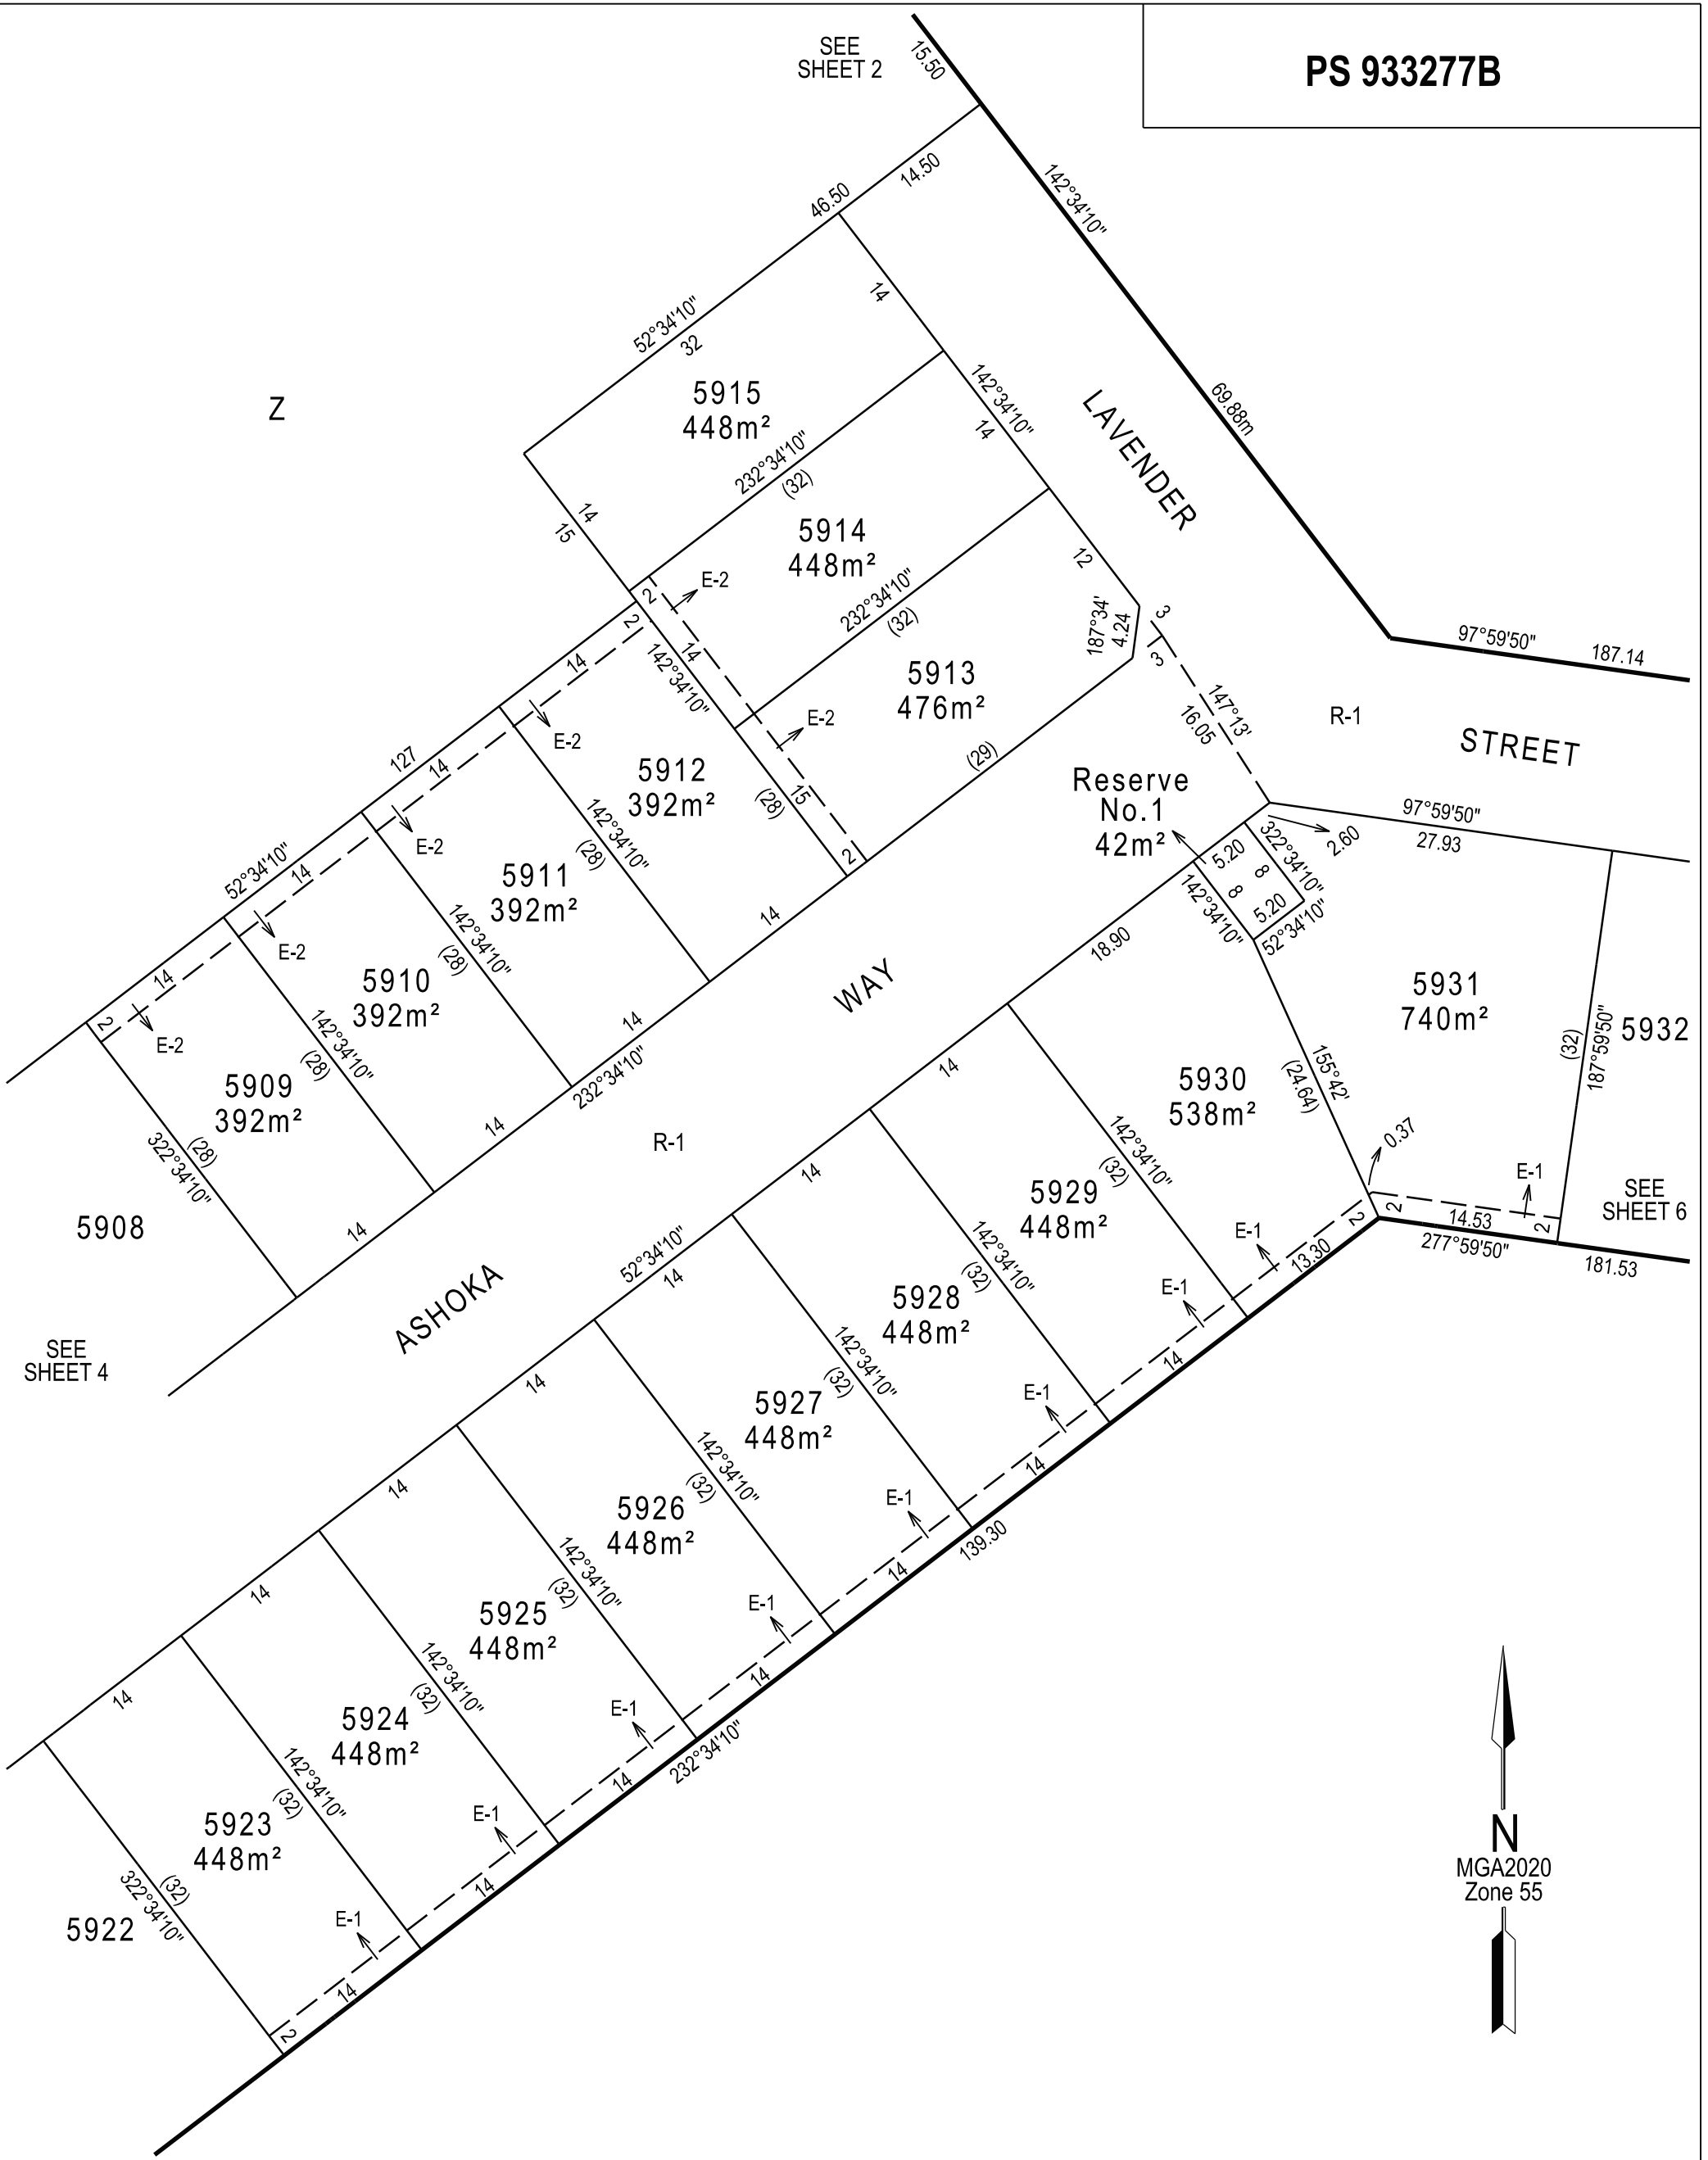 PS 933277B
SEE
SHEET 2
15.50
142°34'10"
69.88m
14.50
46.50
52°34'10"
32
14
Z
5915
448m²
142°34'10"
14
232°34'10"
(32)
14
15
5914
448m²
LAVENDER
12
232°34'10"
(32)
E-2
2
2
14
142°34'10"
187°34'
4.24
3
3
97°59'50"
187.14
5913
476m²
E-2
147°13'
16.05
R-1
STREET
14
E-2
127
14
5912
392m²
(28)
15
(29)
Reserve
No.1
42m²
2.60
97°59'50"
27.93
E-2
142°34'10"
(28)
2
5.20
8
8
5.20
322°34'10"
142°34'10"
52°34'10"
52°34'10"
14
5911
392m²
14
18.90
E-2
142°34'10"
(28)
WAY
14
5910
392m²
5931
740m²
5932
2
E-2
14
142°34'10"
(28)
232°34'10"
14
5930
538m²
155°42'
(24.64)
(32)
187°59'50"
5909
392m²
(28)
322°34'10"
14
R-1
142°34'10"
(32)
0.37
E-1
SEE
SHEET 6
5908
14
14
5929
448m²
E-1
2
2
14.53
2
277°59'50"
181.53
13.30
52°34'10"
14
142°34'10"
(32)
E-1
ASHOKA
5928
448m²
SEE
SHEET 4
14
142°34'10"
(32)
14
E-1
5927
448m²
14
142°34'10"
(32)
14
E-1
139.30
5926
448m²
14
142°34'10"
(32)
14
E-1
5925
448m²
14
142°34'10"
(32)
14
E-1
232°34'10"
5924
448m²
14
142°34'10"
(32)
14
E-1
5923
448m²
322°34'10"
(32)
14
E-1
5922
14
2
N
MGA2020
Zone 55